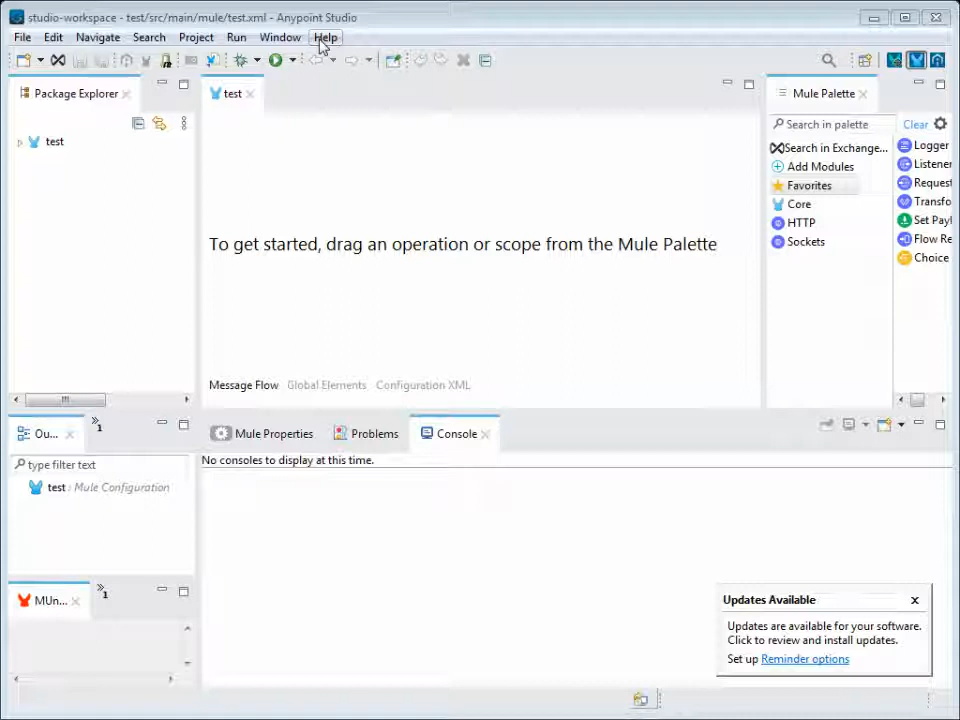 studio-workspace - test/src/main/mule/test.xml - Anypoint Studio
File Edit Navigate Search Project Run Window Help
Package Explorer
test
Mule Palette
Search in palette
Clear
test
Search in Exchange...
Add Modules
Favorites
Core
HTTP
Sockets
Logger
Listener
Request
Transfo
Set Payl
Flow Re
Choice
To get started, drag an operation or scope from the Mule Palette
Message Flow Global Elements Configuration XML
Ou...
1
type filter text
test : Mule Configuration
Mule Properties
Problems
Console
No consoles to display at this time.
MUn...
1
Updates Available
Updates are available for your software.
Click to review and install updates.
Set up Reminder options